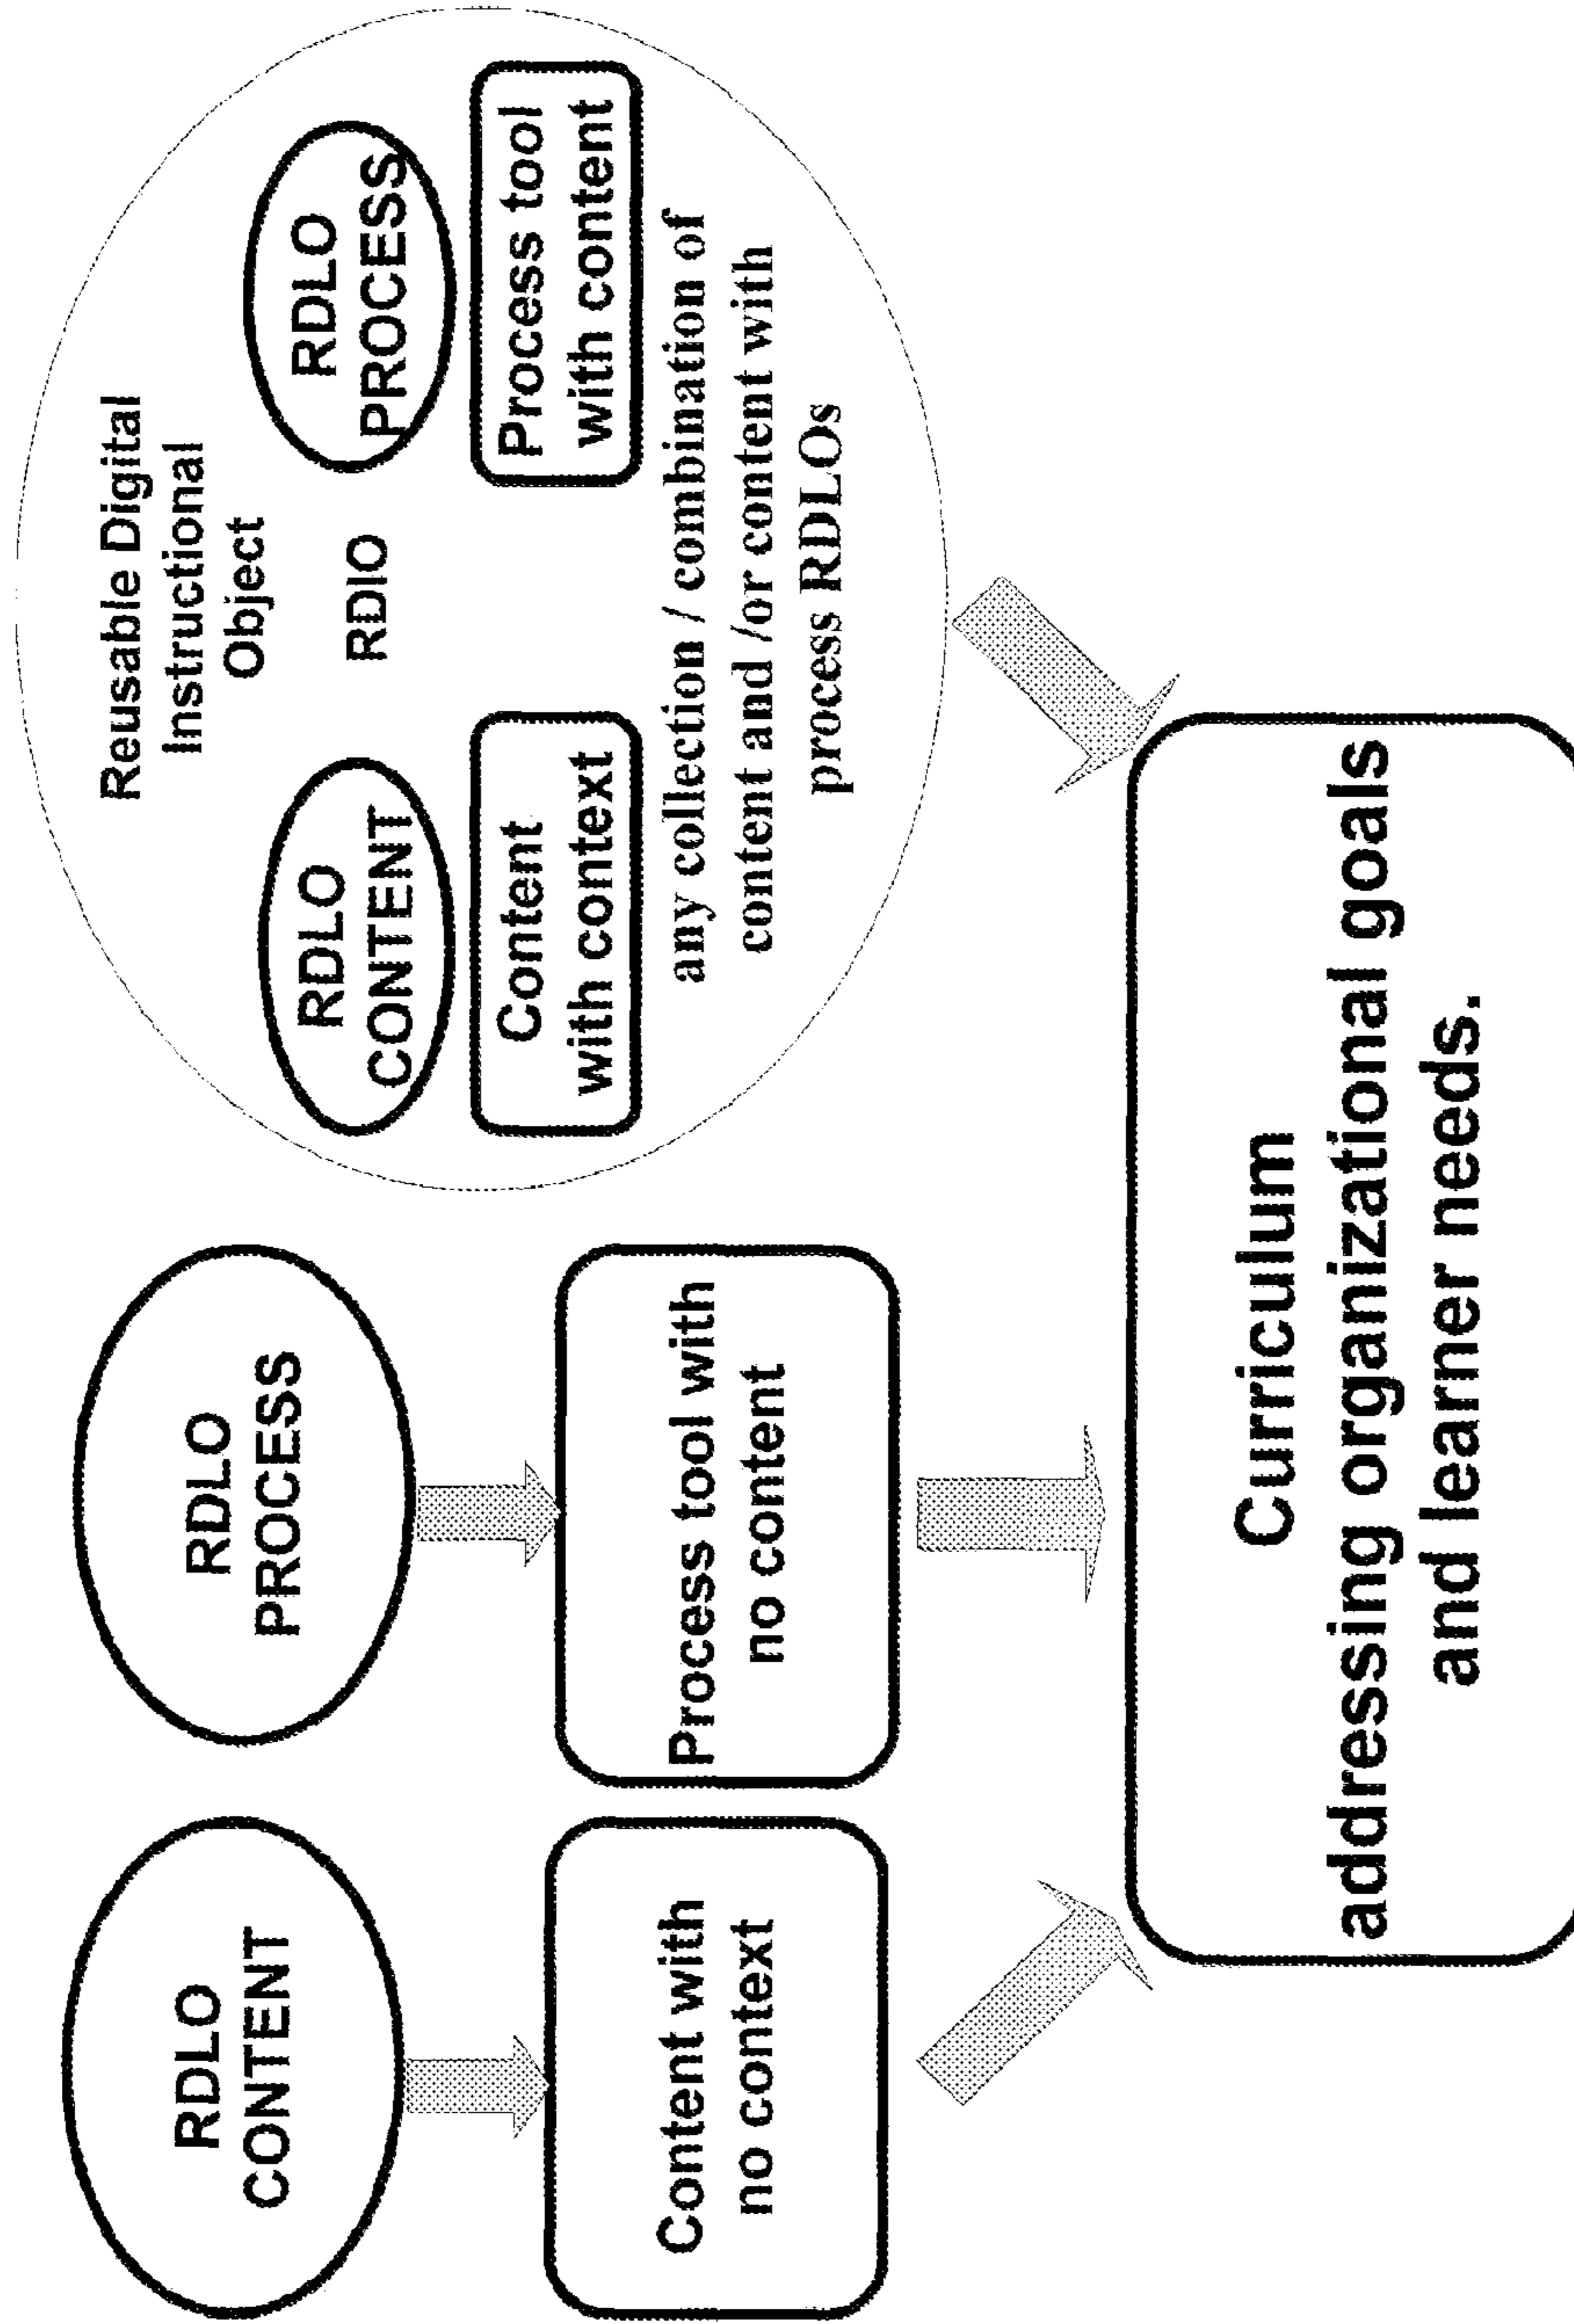 RDLO
CONTENT
Content with
no context
RDLO
PROCESS
Process tool with
no content
Reusable Digital
Instructional
Object
RDIO
RDLO
CONTENT
Content
with context
RDLO
PROCESS
Process tool
with content
any collection / combination of
content and /or content with
process RDLOs
Curriculum
addressing organizational goals
and learner needs.